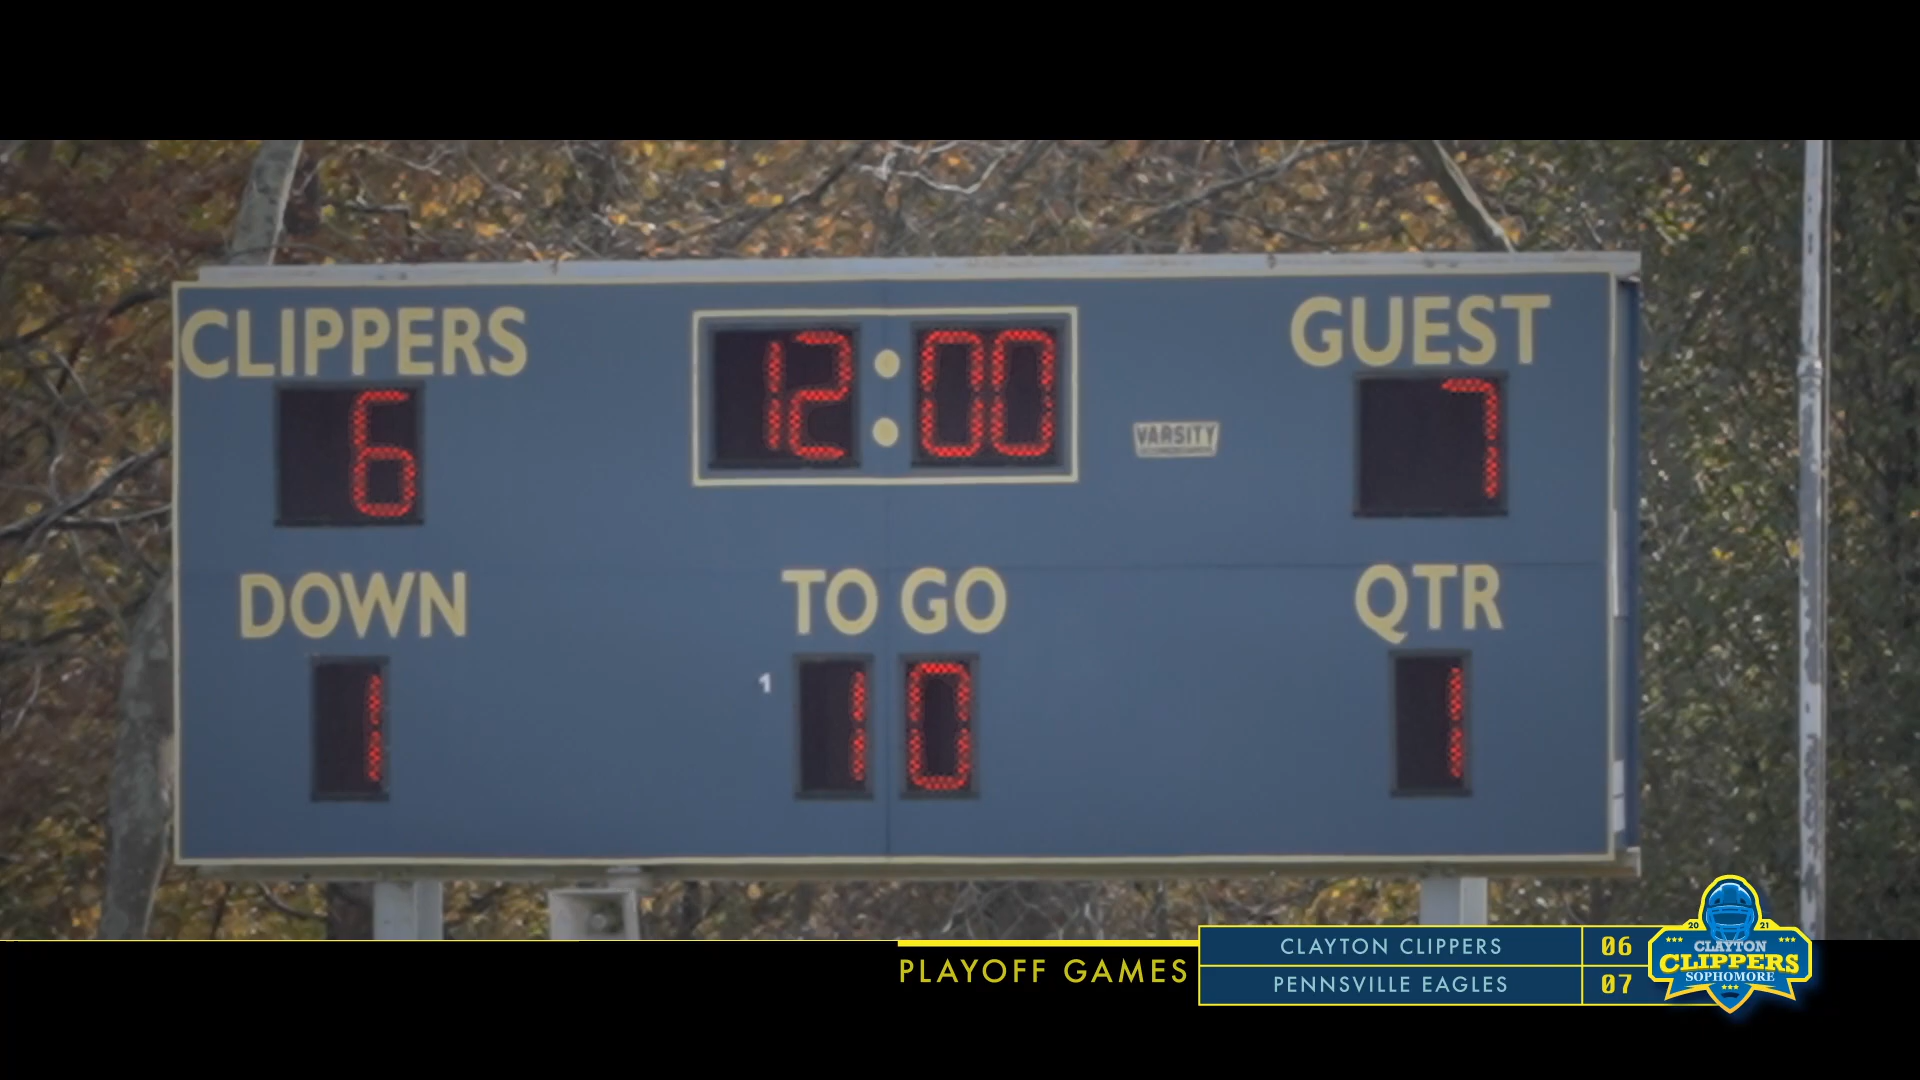 CLIPPERS 12:00 GUEST
6 7
VARSITY
DOWN TO GO QTR
1 1 10 1
PLAYOFF GAMES
CLAYTON CLIPPERS 06
PENNSVILLE EAGLES 07
20 21
CLAYTON
CLIPPERS
SOPHOMORE